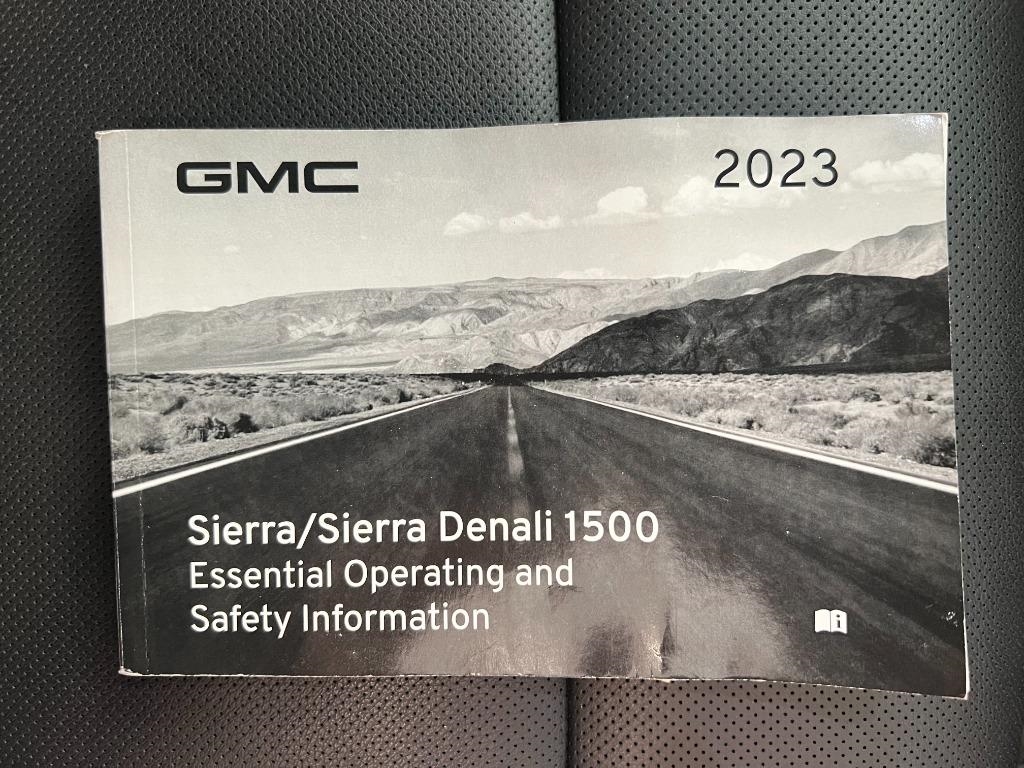 GMC
2023
Sierra/Sierra Denali 1500
Essential Operating and
Safety Information